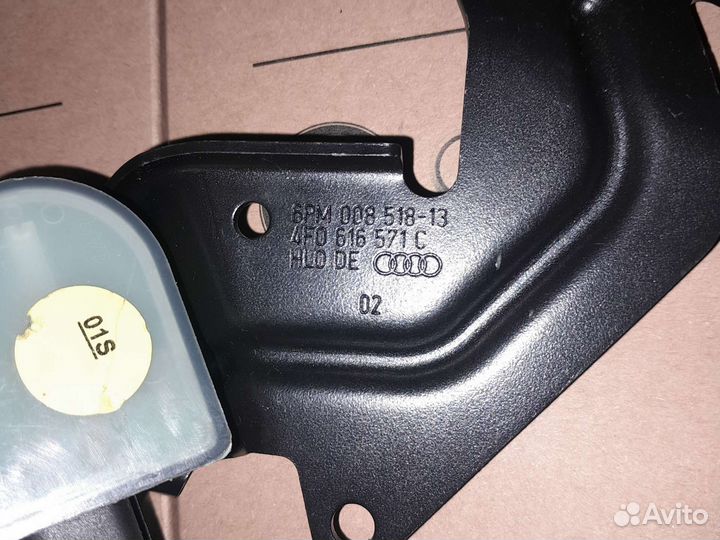 6PM 008 518-13
4F0 616 571 C
HLO DE
02
01S
Avito